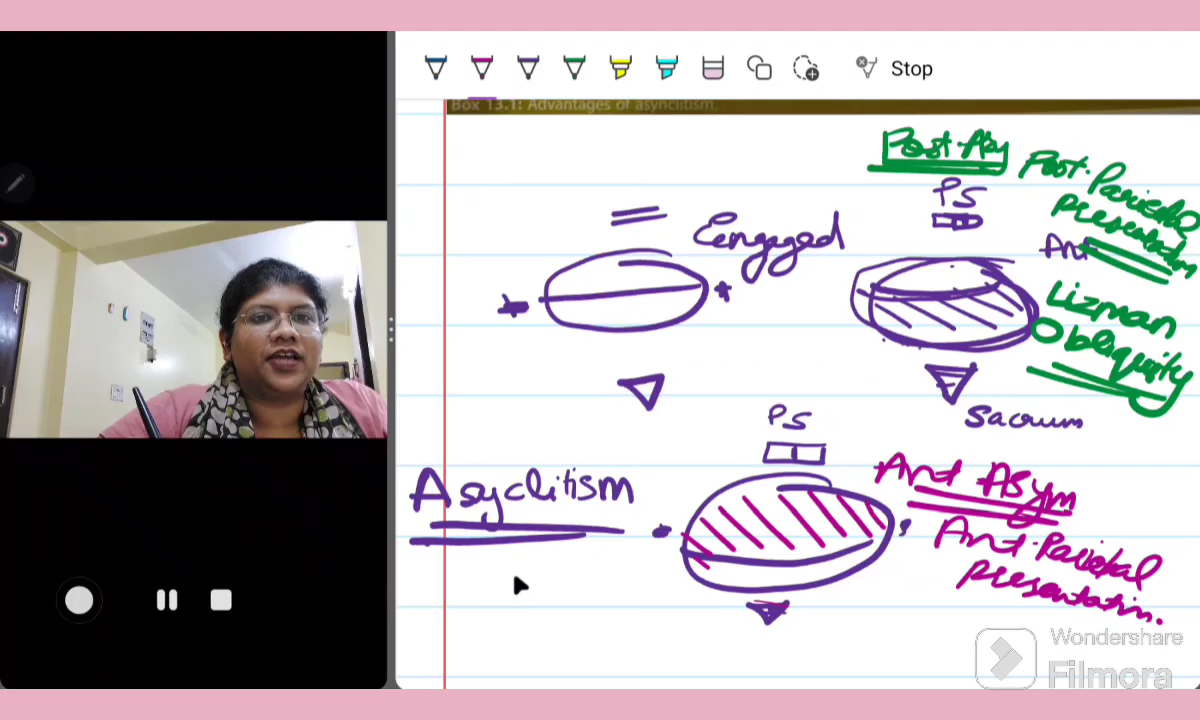 Stop
Box 13.1: Advantages of asynclitism.
Post-Asy
Post. Parietal
presentation
PS
Engaged
Ant
Lizman
Obliquity
Sacrum
PS
Asyclitism
Ant Asym
Ant. Parietal
presentation.
Wondershare
Filmora